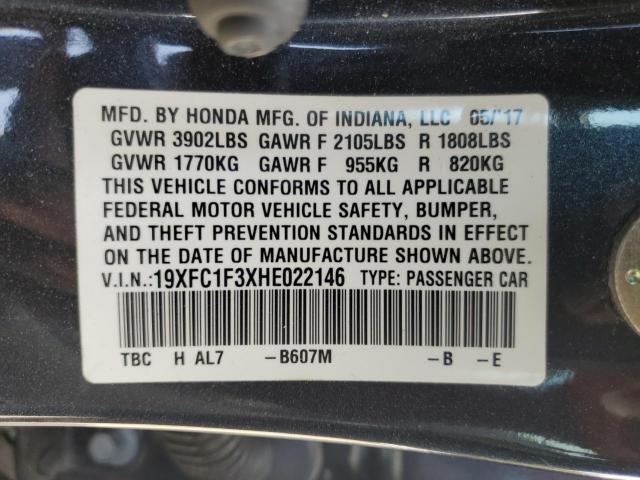 MFD. BY HONDA MFG. OF INDIANA, LLC 05/'17
GVWR 3902LBS GAWR F 2105LBS R 1808LBS
GVWR 1770KG GAWR F 955KG R 820KG
THIS VEHICLE CONFORMS TO ALL APPLICABLE
FEDERAL MOTOR VEHICLE SAFETY, BUMPER,
AND THEFT PREVENTION STANDARDS IN EFFECT
ON THE DATE OF MANUFACTURE SHOWN ABOVE.
V.I.N.:19XFC1F3XHE022146 TYPE: PASSENGER CAR
TBC H AL7 -B607M -B -E